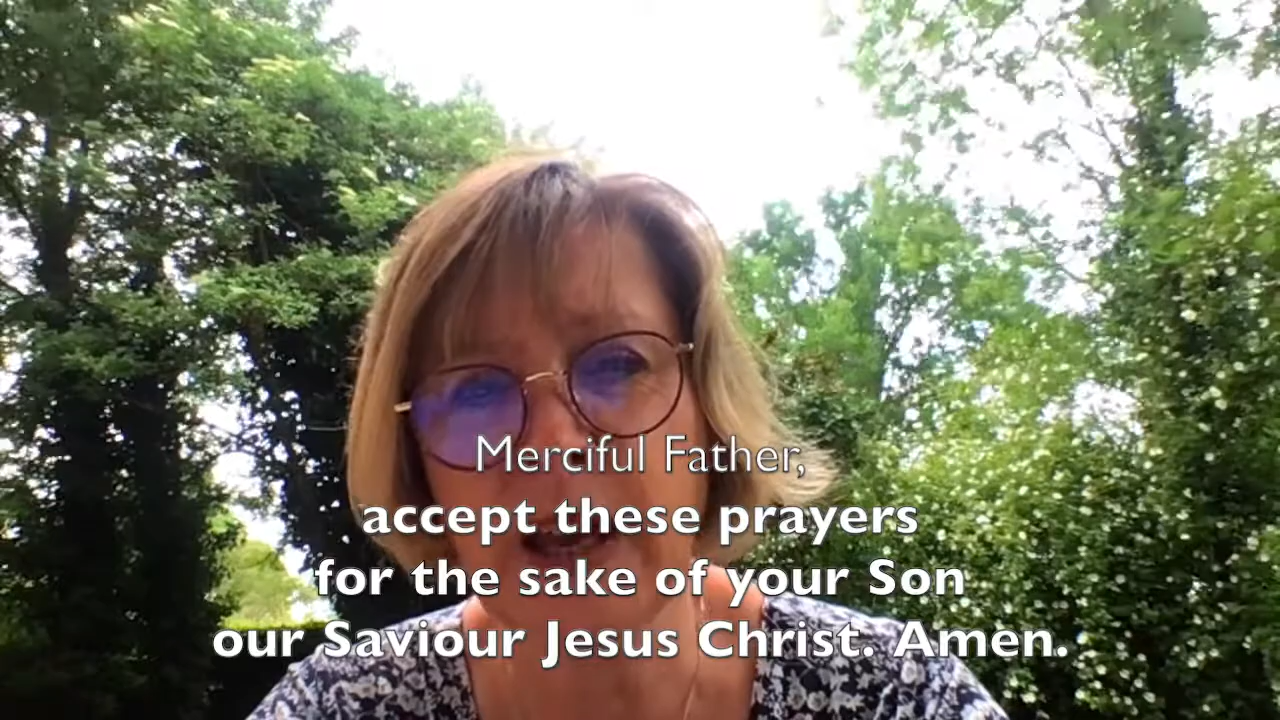 Merciful Father,
accept these prayers
for the sake of your Son
our Saviour Jesus Christ. Amen.